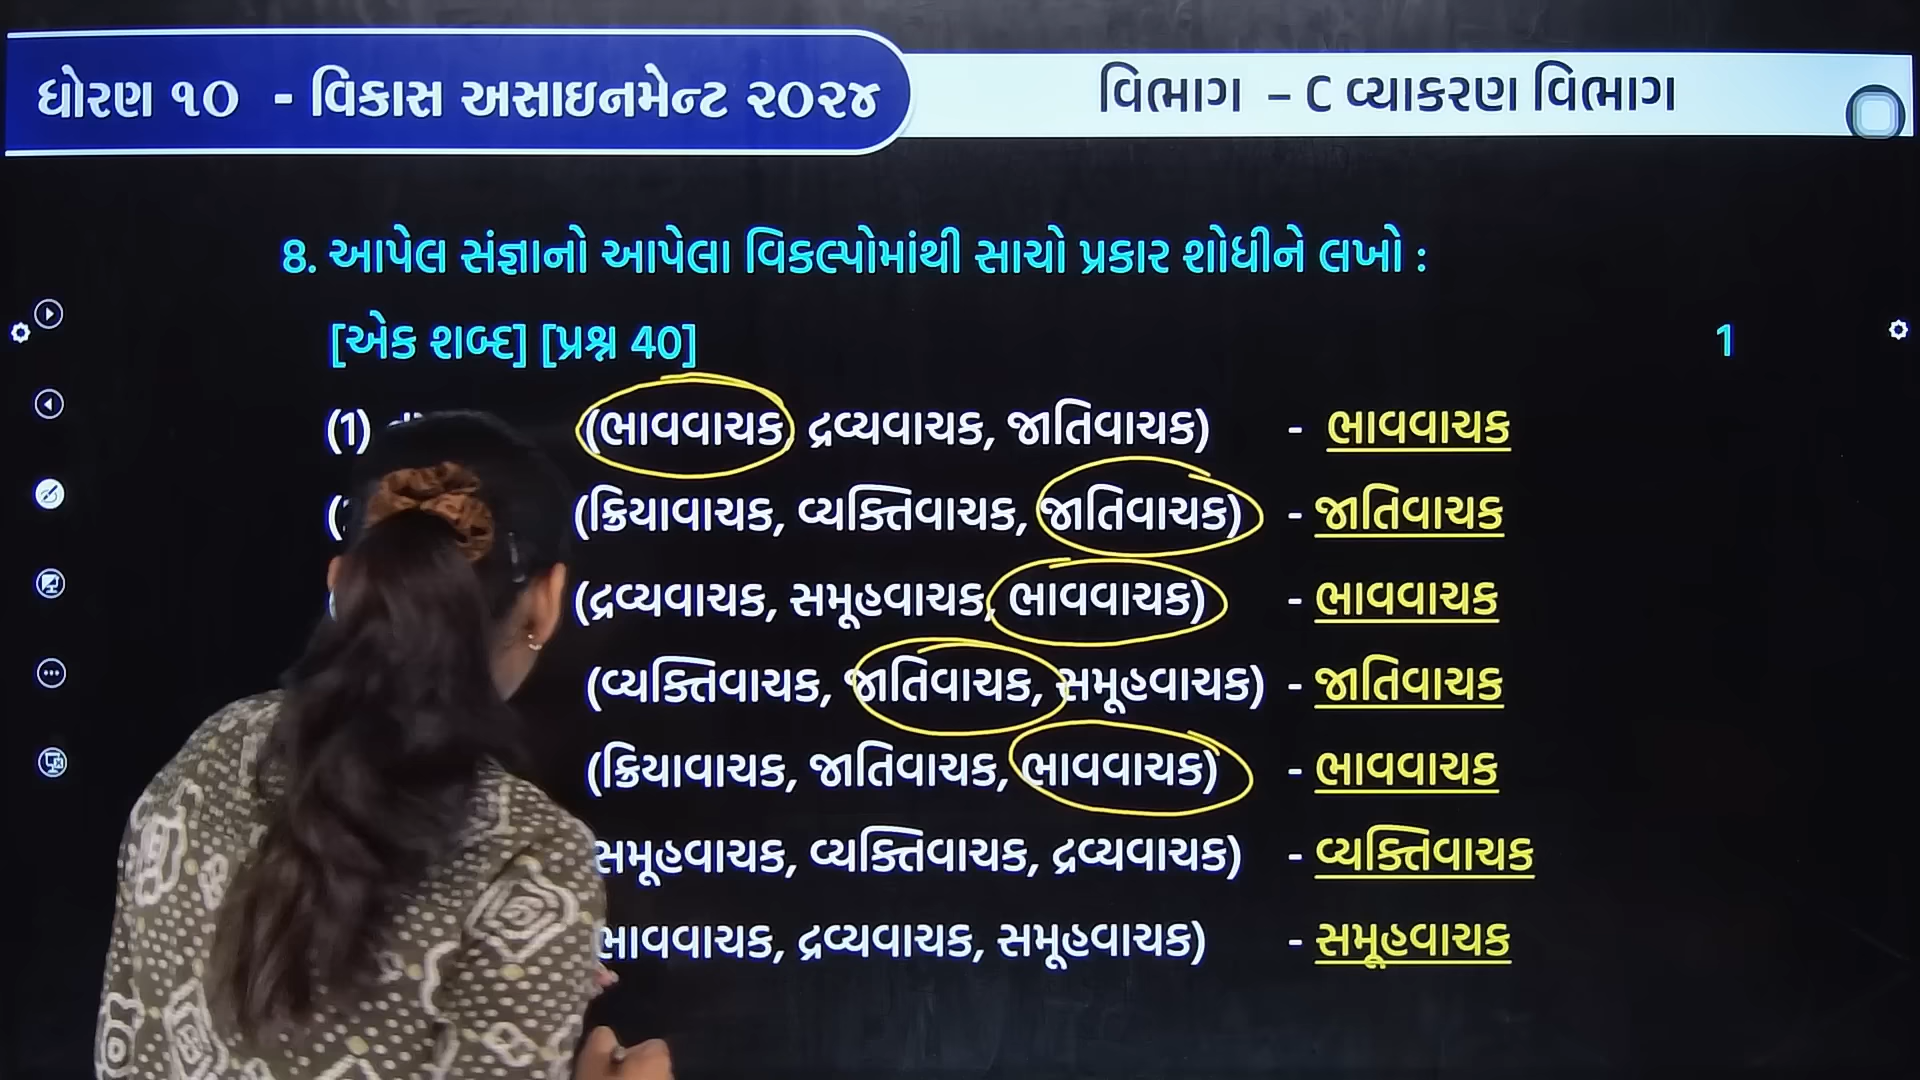 ધોરણ ૧૦ - વિકાસ અસાઇનમેન્ટ ૨૦૨૪
વિભાગ – C વ્યાકરણ વિભાગ
8. આપેલ સંજ્ઞાનો આપેલા વિકલ્પોમાંથી સાચો પ્રકાર શોધીને લખો :
[એક શબ્દ] [પ્રશ્ન 40] 1
(1) (ભાવવાચક, દ્રવ્યવાચક, જાતિવાચક) - ભાવવાચક
(ક્રિયાવાચક, વ્યક્તિવાચક, જાતિવાચક) - જાતિવાચક
(દ્રવ્યવાચક, સમૂહવાચક, ભાવવાચક) - ભાવવાચક
(વ્યક્તિવાચક, જાતિવાચક, સમૂહવાચક) - જાતિવાચક
(ક્રિયાવાચક, જાતિવાચક, ભાવવાચક) - ભાવવાચક
સમૂહવાચક, વ્યક્તિવાચક, દ્રવ્યવાચક) - વ્યક્તિવાચક
ભાવવાચક, દ્રવ્યવાચક, સમૂહવાચક) - સમૂહવાચક